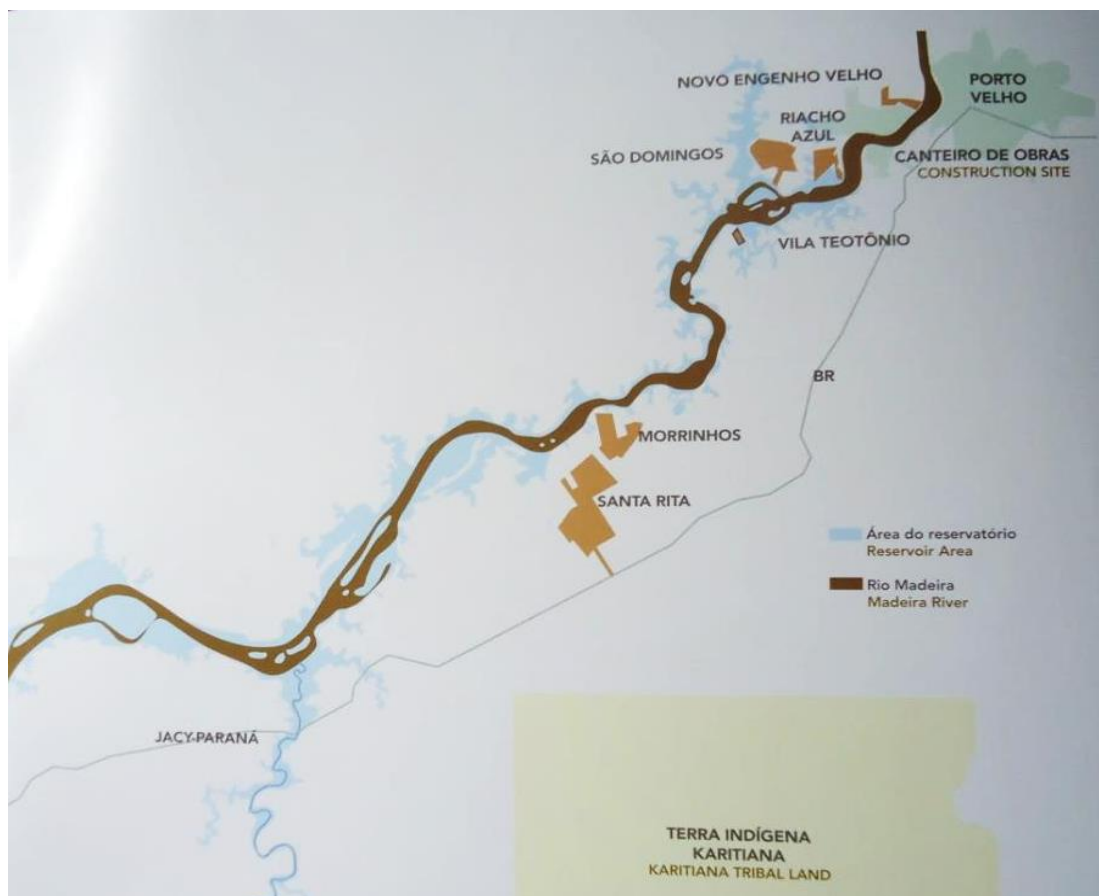 NOVO ENGENHO VELHO
PORTO
VELHO
RIACHO
AZUL
SÃO DOMINGOS
CANTEIRO DE OBRAS
CONSTRUCTION SITE
VILA TEOTÔNIO
BR
MORRINHOS
SANTA RITA
Área do reservatório
Reservoir Area
Rio Madeira
Madeira River
JACY-PARANÁ
TERRA INDÍGENA
KARITIANA
KARITIANA TRIBAL LAND